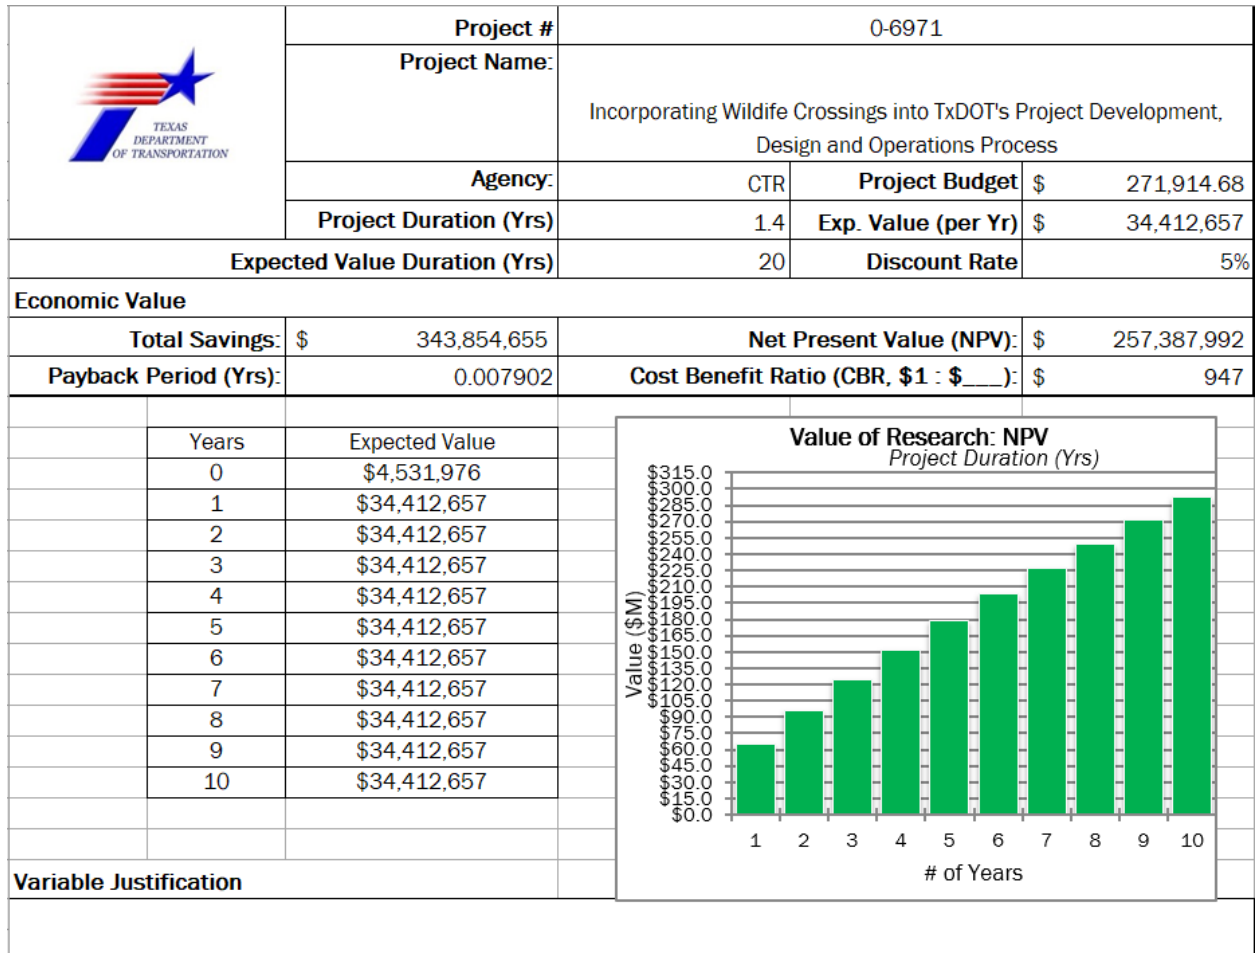 TEXAS
DEPARTMENT
OF TRANSPORTATION
Project # 0-6971
Project Name:
Incorporating Wildife Crossings into TxDOT's Project Development,
Design and Operations Process
Agency: CTR Project Budget $ 271,914.68
Project Duration (Yrs) 1.4 Exp. Value (per Yr) $ 34,412,657
Expected Value Duration (Yrs) 20 Discount Rate 5%
Economic Value
Total Savings: $ 343,854,655 Net Present Value (NPV): $ 257,387,992
Payback Period (Yrs): 0.007902 Cost Benefit Ratio (CBR, $1 : $___): $ 947
Years Expected Value
0 $4,531,976
1 $34,412,657
2 $34,412,657
3 $34,412,657
4 $34,412,657
5 $34,412,657
6 $34,412,657
7 $34,412,657
8 $34,412,657
9 $34,412,657
10 $34,412,657
Value of Research: NPV
Project Duration (Yrs)
Value ($M)
$315.0
$300.0
$285.0
$270.0
$255.0
$240.0
$225.0
$210.0
$195.0
$180.0
$165.0
$150.0
$135.0
$120.0
$105.0
$90.0
$75.0
$60.0
$45.0
$30.0
$15.0
$0.0
1 2 3 4 5 6 7 8 9 10
# of Years
Variable Justification